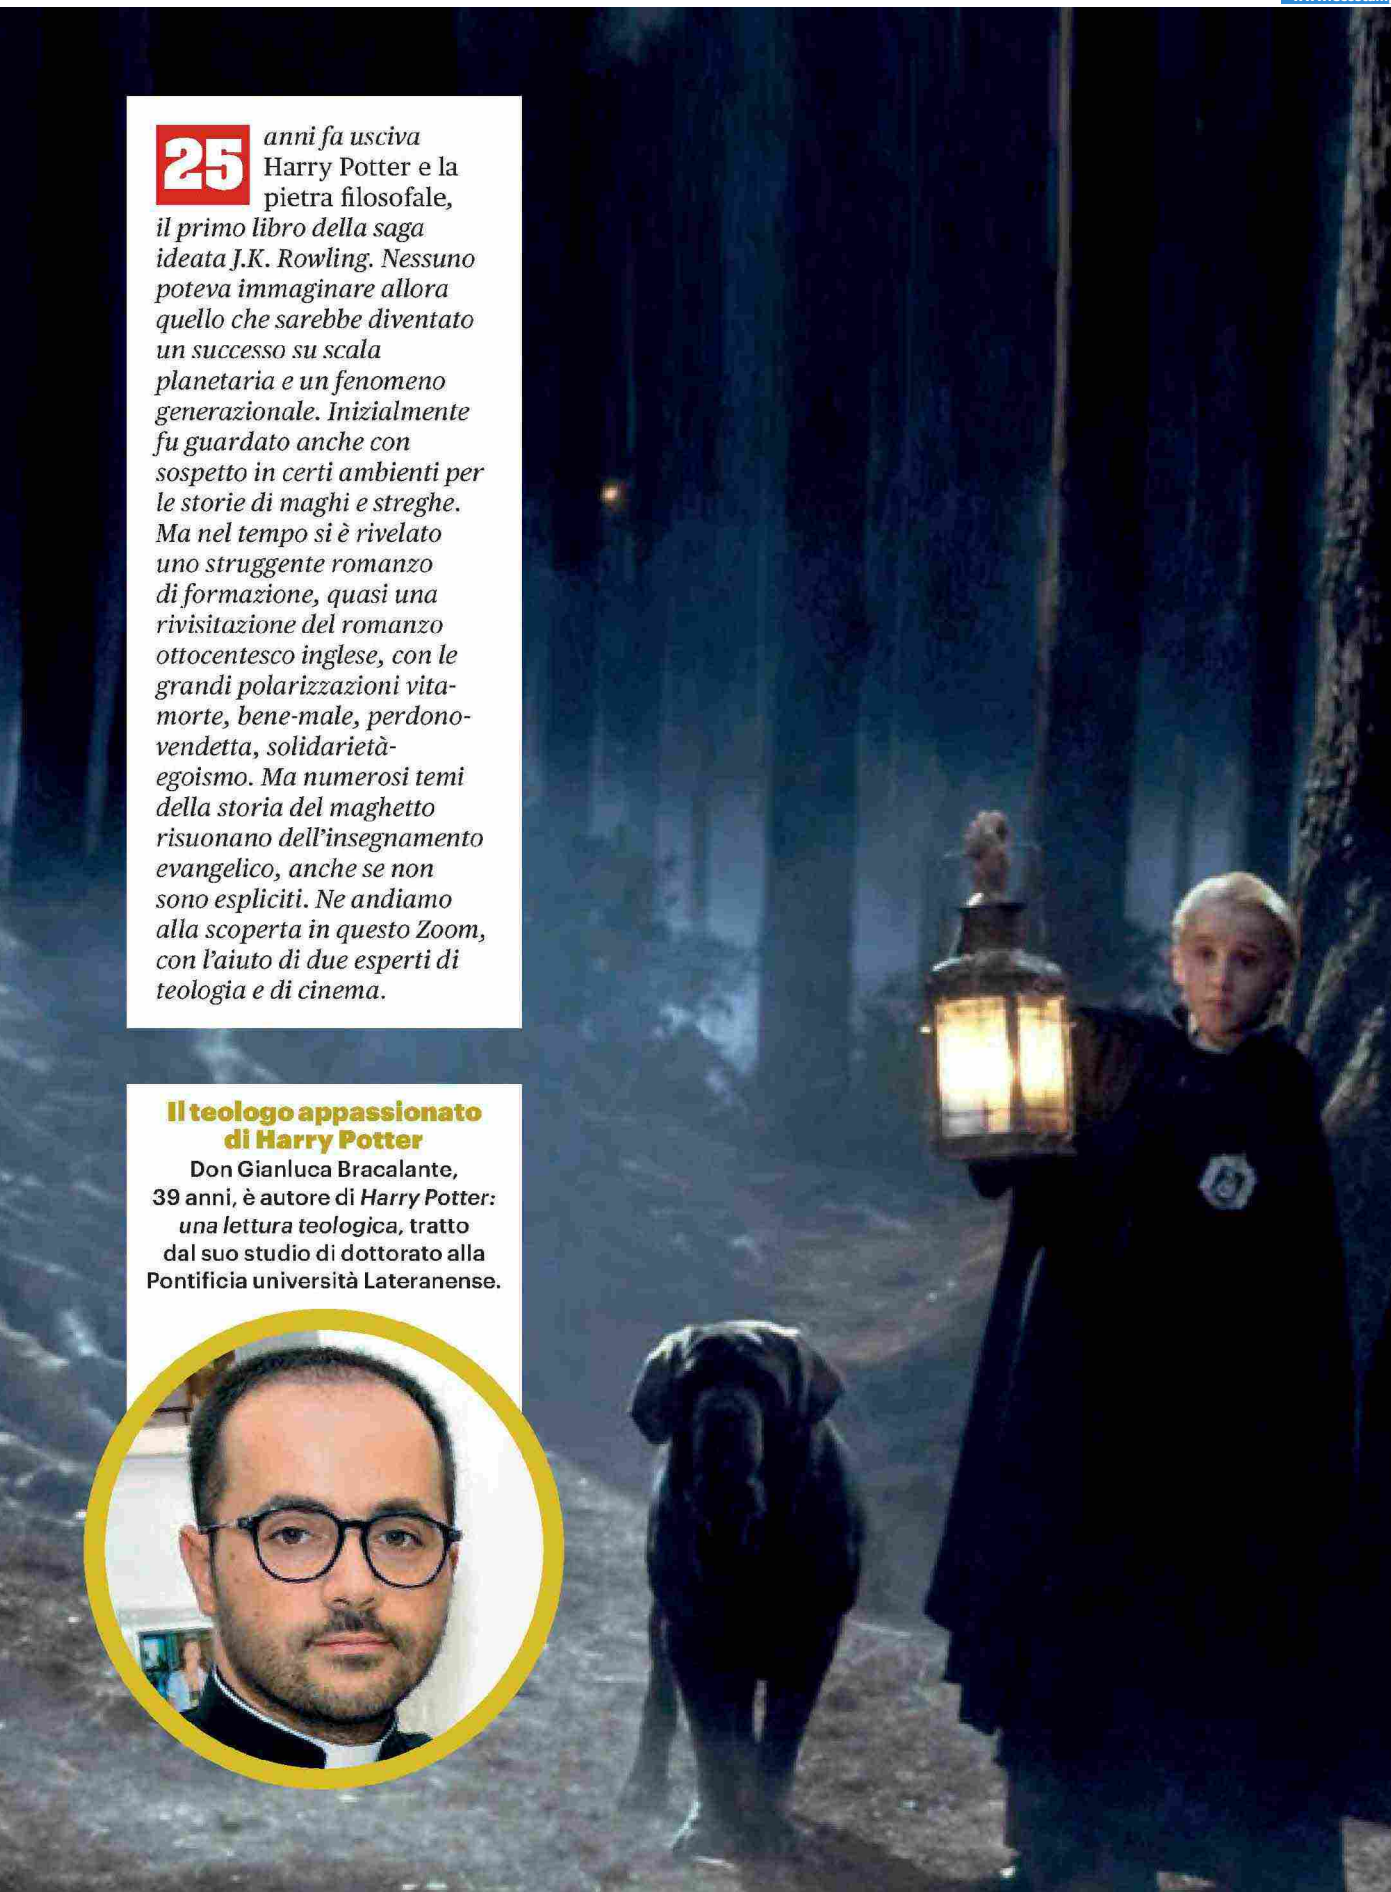 25 anni fa usciva
Harry Potter e la
pietra filosofale,
il primo libro della saga
ideata J.K. Rowling. Nessuno
poteva immaginare allora
quello che sarebbe diventato
un successo su scala
planetaria e un fenomeno
generazionale. Inizialmente
fu guardato anche con
sospetto in certi ambienti per
le storie di maghi e streghe.
Ma nel tempo si è rivelato
uno struggente romanzo
di formazione, quasi una
rivisitazione del romanzo
ottocentesco inglese, con le
grandi polarizzazioni vita-
morte, bene-male, perdono-
vendetta, solidarietà-
egoismo. Ma numerosi temi
della storia del maghetto
risuonano dell'insegnamento
evangelico, anche se non
sono espliciti. Ne andiamo
alla scoperta in questo Zoom,
con l'aiuto di due esperti di
teologia e di cinema.
Il teologo appassionato
di Harry Potter
Don Gianluca Bracalante,
39 anni, è autore di Harry Potter:
una lettura teologica, tratto
dal suo studio di dottorato alla
Pontificia università Lateranense.